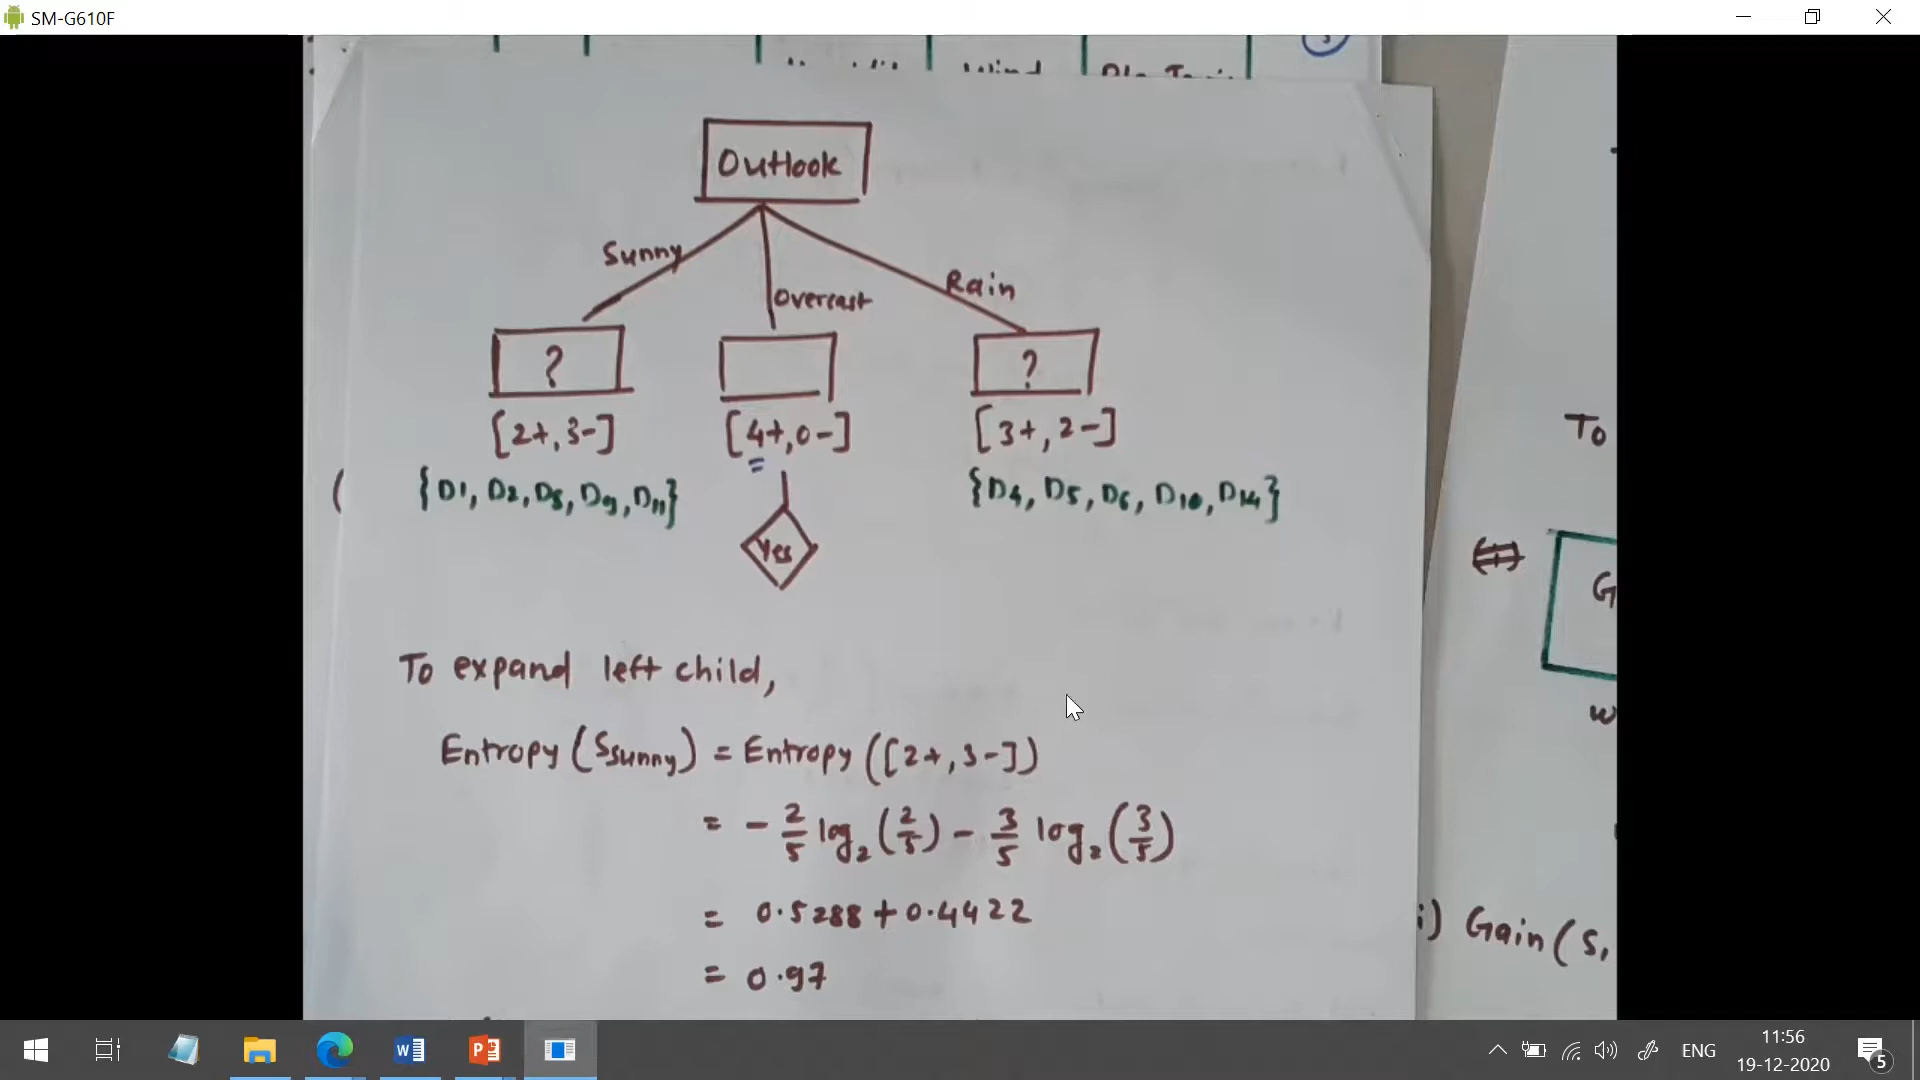 SM-G610F
Wind
Outlook
Sunny
Overcast
Rain
? ?
[2+, 3-] [4+, 0-] [3+, 2-]
{D1, D2, D8, D9, D11} {D4, D5, D6, D10, D14}
Yes
To expand left child,
Entropy (Ssunny) = Entropy ([2+, 3-])
= - 2/5 log2 (2/5) - 3/5 log2 (3/5)
= 0.5288 + 0.4422
= 0.97
To
G
w
i) Gain(S,
ENG
11:56
19-12-2020
5